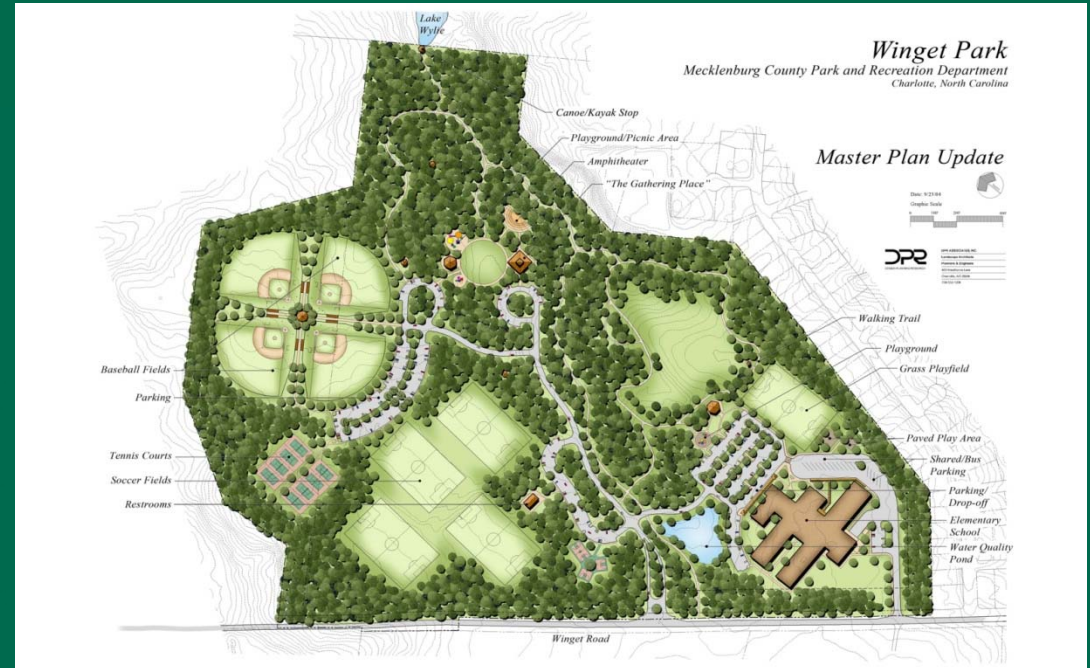 Lake
Wylie
Winget Park
Mecklenburg County Park and Recreation Department
Charlotte, North Carolina
Canoe/Kayak Stop
Playground/Picnic Area
Amphitheater
"The Gathering Place"
Master Plan Update
Graphic Scale
DPR
Walking Trail
Playground
Grass Playfield
Baseball Fields
Parking
Paved Play Area
Tennis Courts
Shared/Bus
Parking
Soccer Fields
Restrooms
Parking/
Drop-off
Elementary
School
Water Quality
Pond
Winget Road